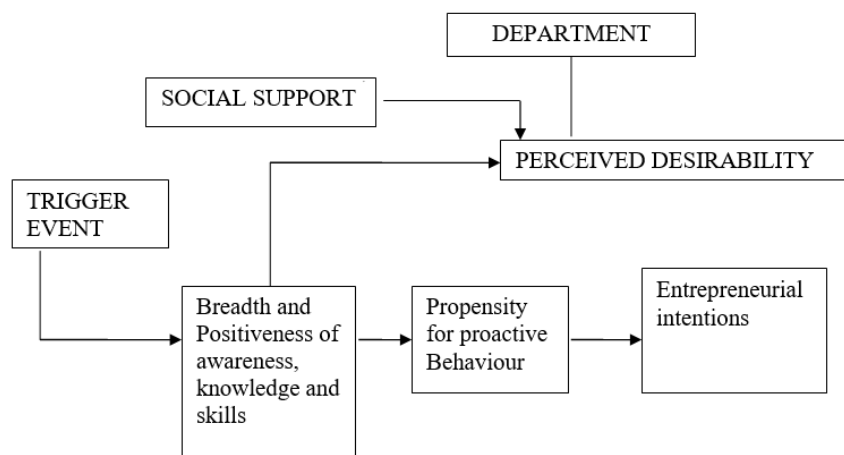 DEPARTMENT
SOCIAL SUPPORT
PERCEIVED DESIRABILITY
TRIGGER
EVENT
Breadth and
Positiveness of
awareness,
knowledge and
skills
Propensity
for proactive
Behaviour
Entrepreneurial
intentions